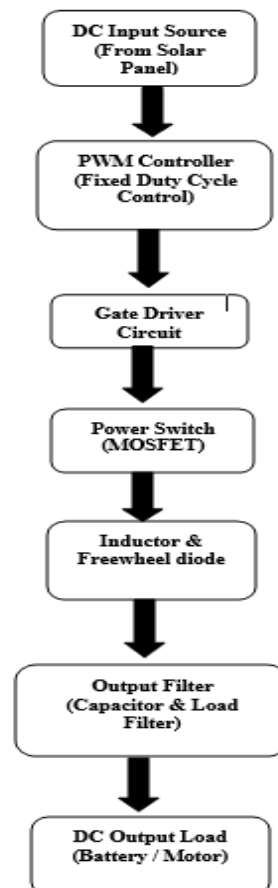 DC Input Source
(From Solar
Panel)
PWM Controller
(Fixed Duty Cycle
Control)
Gate Driver
Circuit
Power Switch
(MOSFET)
Inductor &
Freewheel diode
Output Filter
(Capacitor & Load
Filter)
DC Output Load
(Battery / Motor)